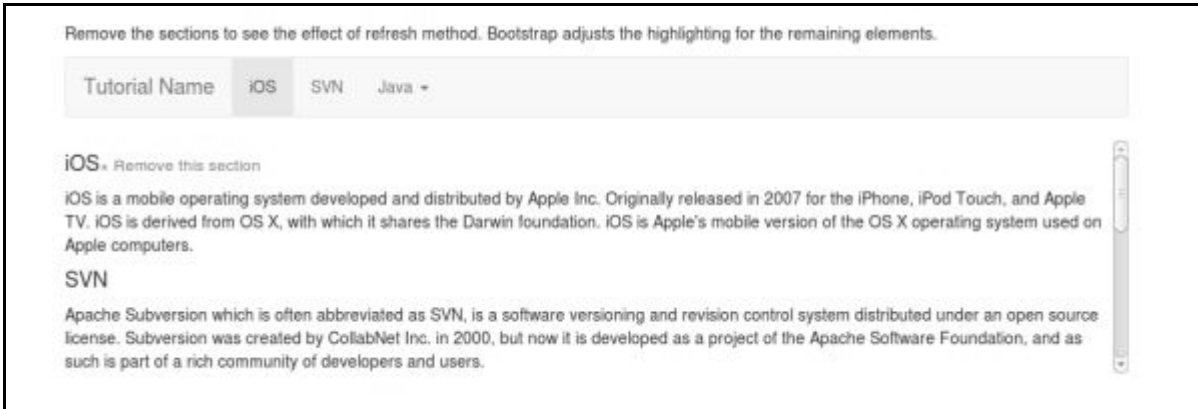 Remove the sections to see the effect of refresh method. Bootstrap adjusts the highlighting for the remaining elements.
Tutorial Name iOS SVN Java
iOS× Remove this section
iOS is a mobile operating system developed and distributed by Apple Inc. Originally released in 2007 for the iPhone, iPod Touch, and Apple
TV. iOS is derived from OS X, with which it shares the Darwin foundation. iOS is Apple's mobile version of the OS X operating system used on
Apple computers.
SVN
Apache Subversion which is often abbreviated as SVN, is a software versioning and revision control system distributed under an open source
license. Subversion was created by CollabNet Inc. in 2000, but now it is developed as a project of the Apache Software Foundation, and as
such is part of a rich community of developers and users.